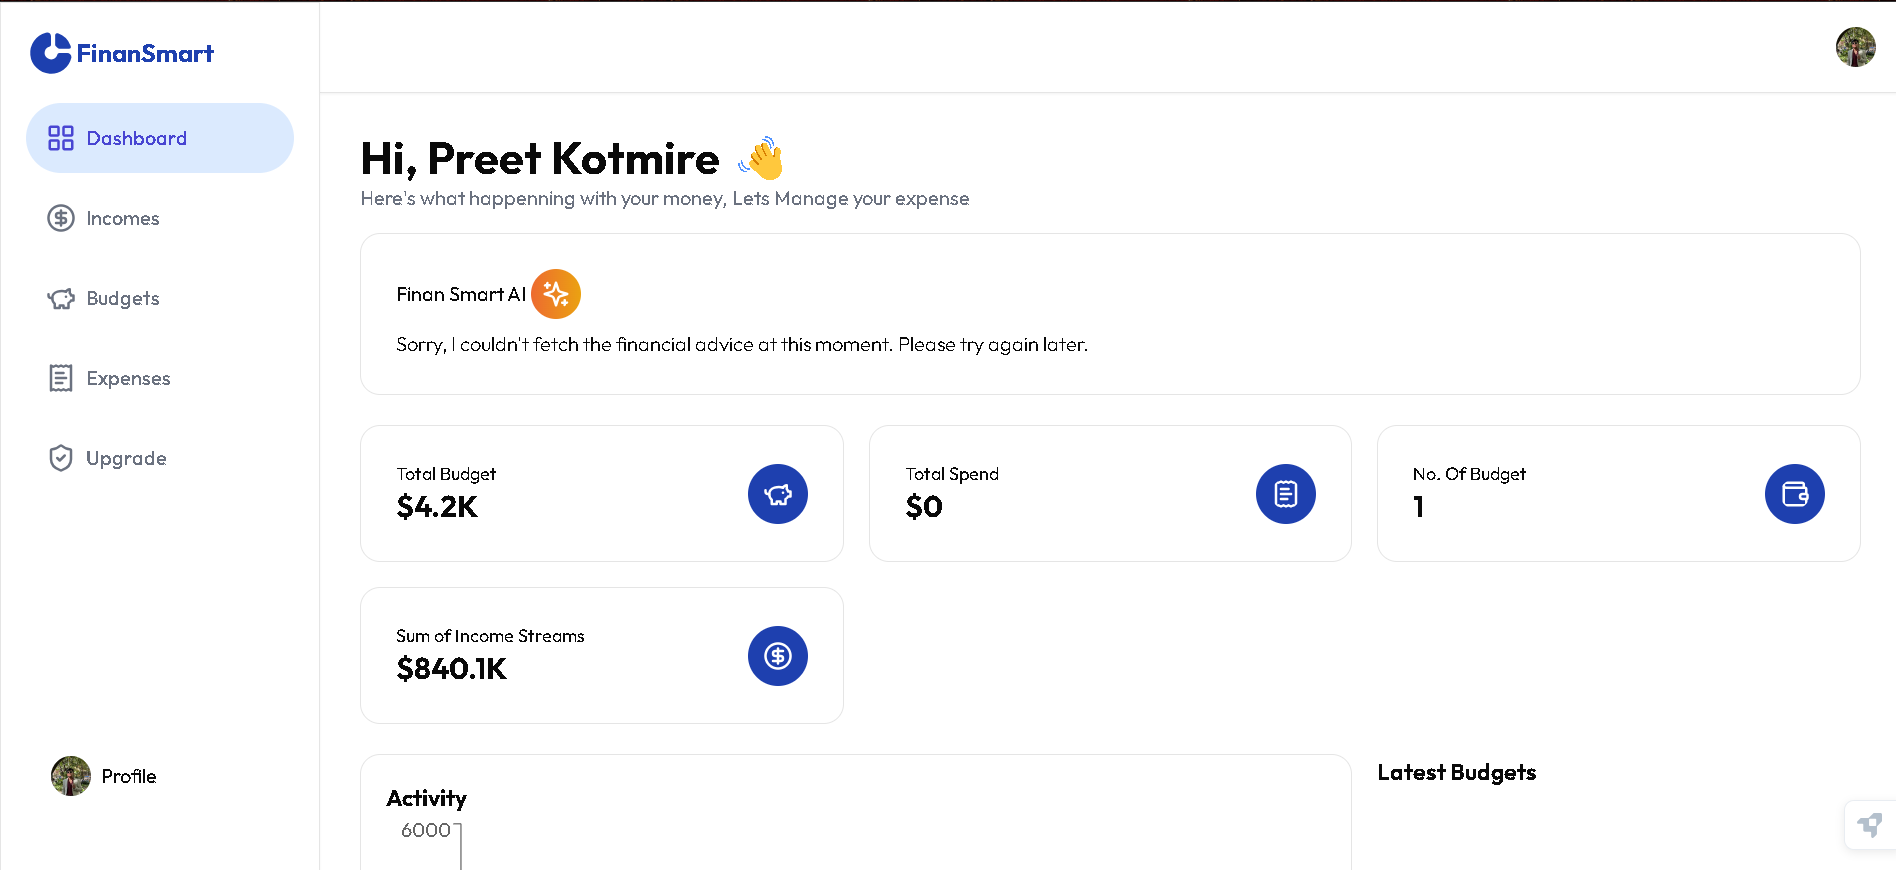 FinanSmart
Dashboard
Incomes
Budgets
Expenses
Upgrade
Profile
Hi, Preet Kotmire 👋
Here's what happenning with your money, Lets Manage your expense
Finan Smart AI
Sorry, I couldn't fetch the financial advice at this moment. Please try again later.
Total Budget
$4.2K
Total Spend
$0
No. Of Budget
1
Sum of Income Streams
$840.1K
Activity
6000
Latest Budgets